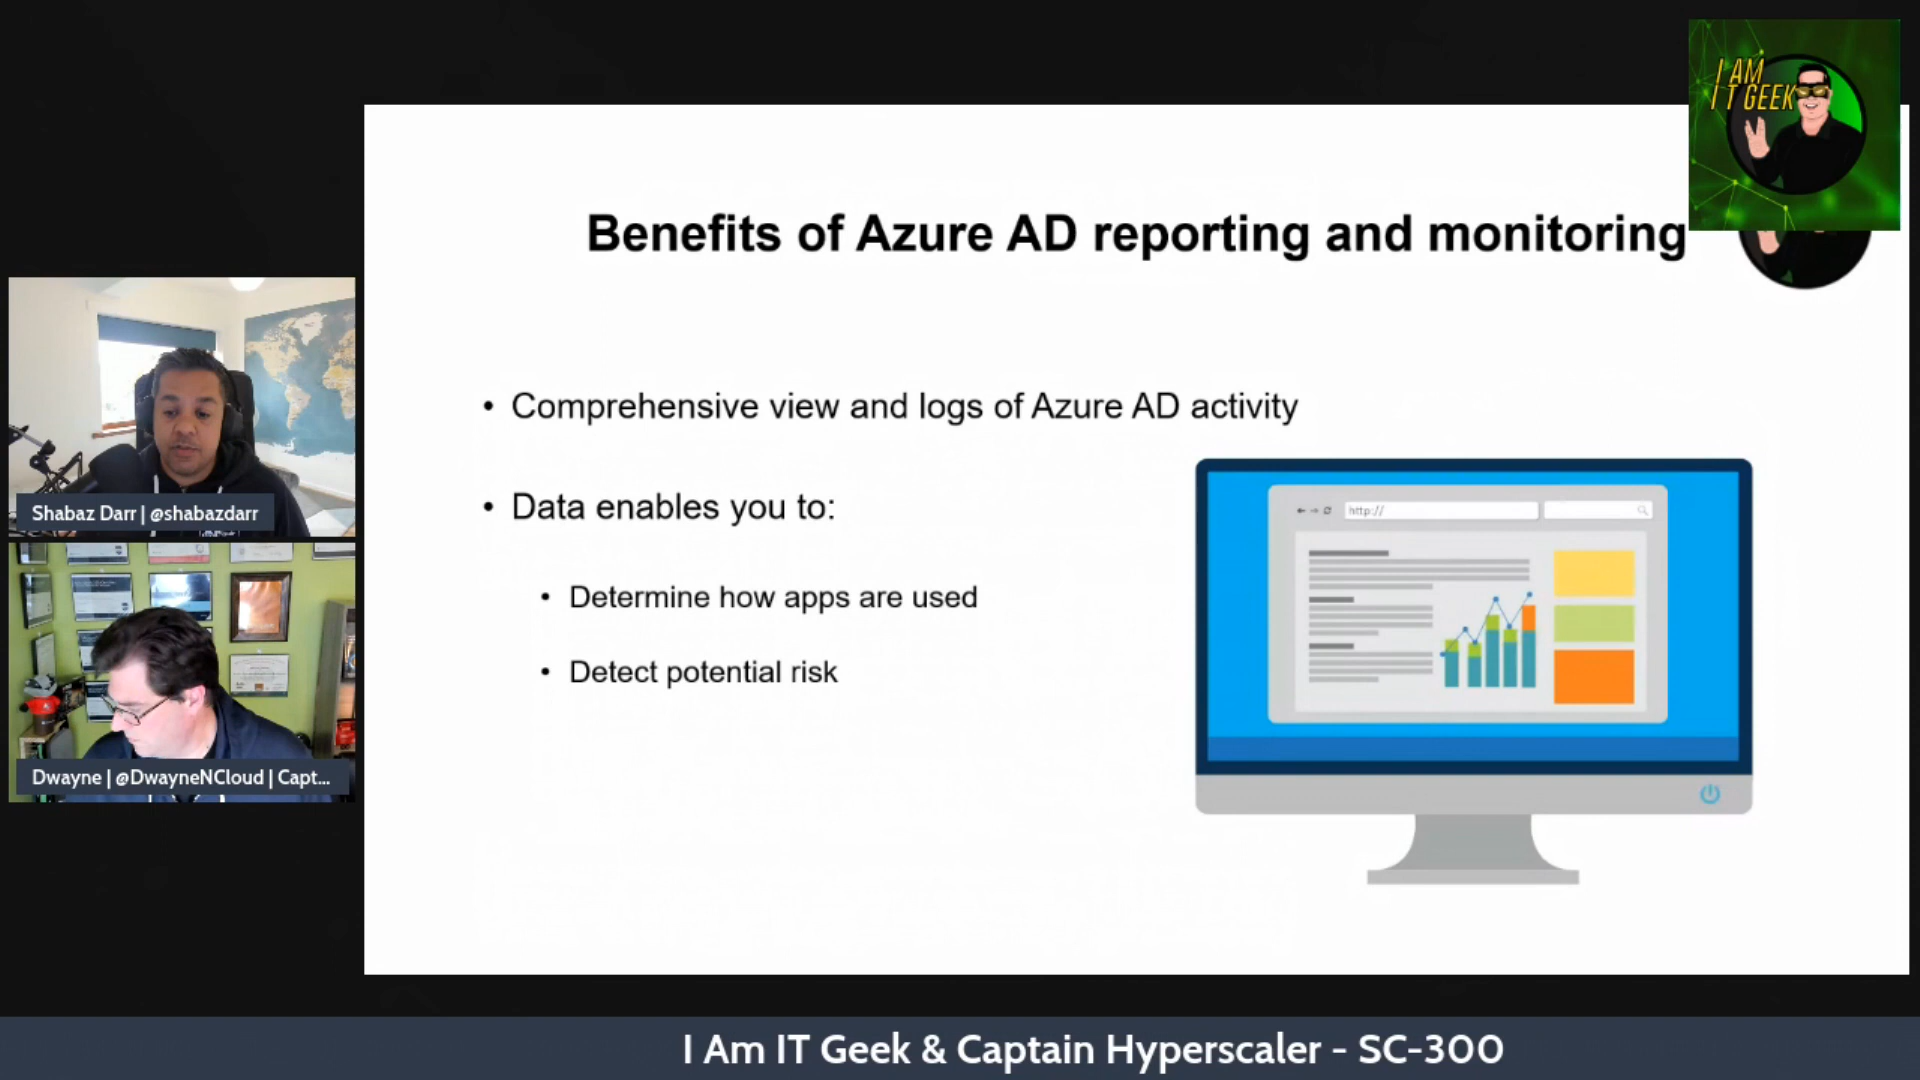 I AM
IT GEEK
Benefits of Azure AD reporting and monitoring
• Comprehensive view and logs of Azure AD activity
• Data enables you to:
• Determine how apps are used
• Detect potential risk
http://
Shabaz Darr | @shabazdarr
Dwayne | @DwayneNCloud | Capt...
I Am IT Geek & Captain Hyperscaler - SC-300